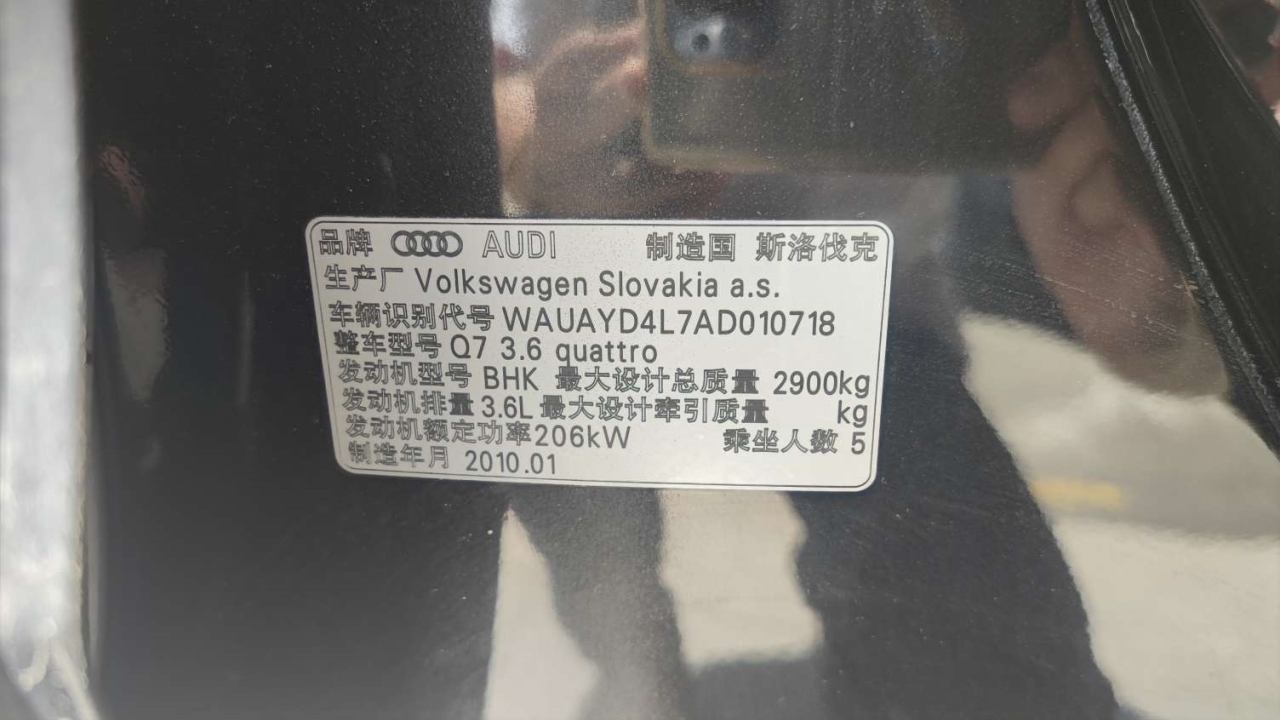 品牌 AUDI 制造国 斯洛伐克
生产厂 Volkswagen Slovakia a.s.
车辆识别代号 WAUAYD4L7AD010718
整车型号 Q7 3.6 quattro
发动机型号 BHK 最大设计总质量 2900kg
发动机排量 3.6L 最大设计牵引质量 kg
发动机额定功率206kW 乘坐人数 5
制造年月 2010.01